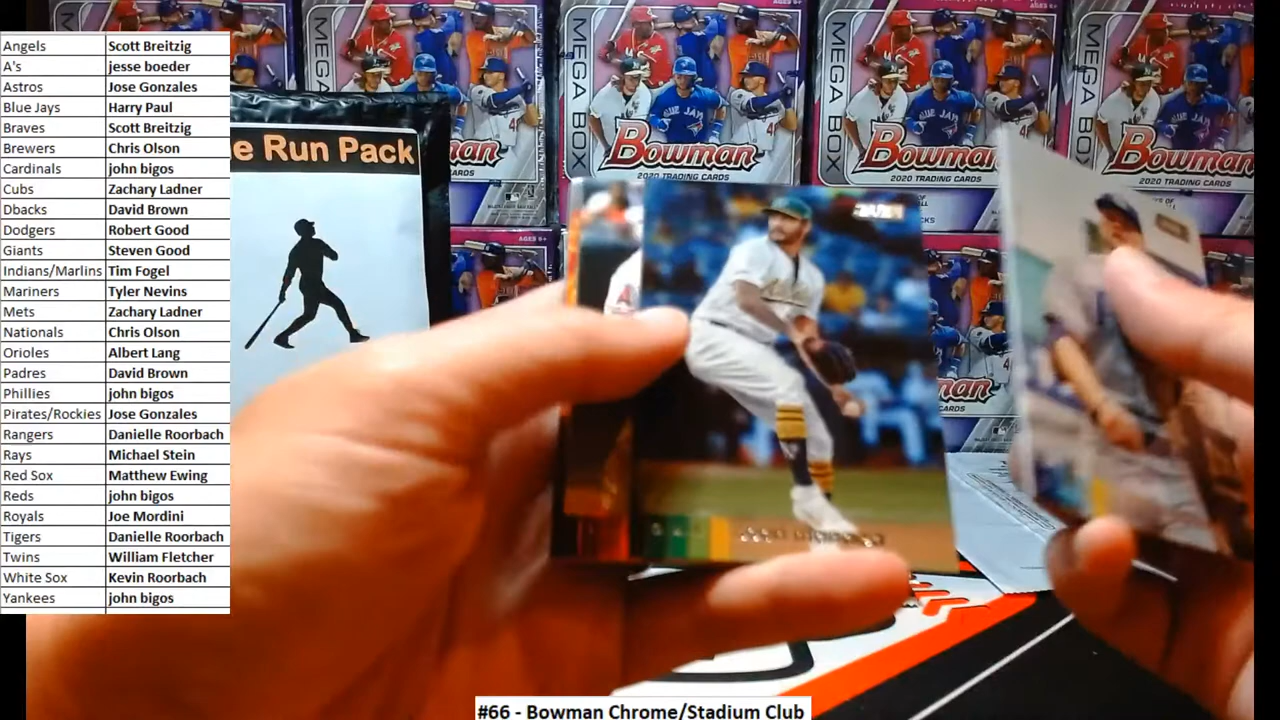 Angels Scott Breitzig
A's jesse boeder
Astros Jose Gonzales
Blue Jays Harry Paul
Braves Scott Breitzig
Brewers Chris Olson
Cardinals john bigos
Cubs Zachary Ladner
Dbacks David Brown
Dodgers Robert Good
Giants Steven Good
Indians/Marlins Tim Fogel
Mariners Tyler Nevins
Mets Zachary Ladner
Nationals Chris Olson
Orioles Albert Lang
Padres David Brown
Phillies john bigos
Pirates/Rockies Jose Gonzales
Rangers Danielle Roorbach
Rays Michael Stein
Red Sox Matthew Ewing
Reds john bigos
Royals Joe Mordini
Tigers Danielle Roorbach
Twins William Fletcher
White Sox Kevin Roorbach
Yankees john bigos
e Run Pack
MEGA
MEGA BOX
Bowman
2020 TRADING CARDS
MEGA BOX
Bowman
2020 TRADING CARDS
MEGA BOX
Bowman
2020 TRADING CARDS
BLUE JAYS
man
CARDS
#66 - Bowman Chrome/Stadium Club